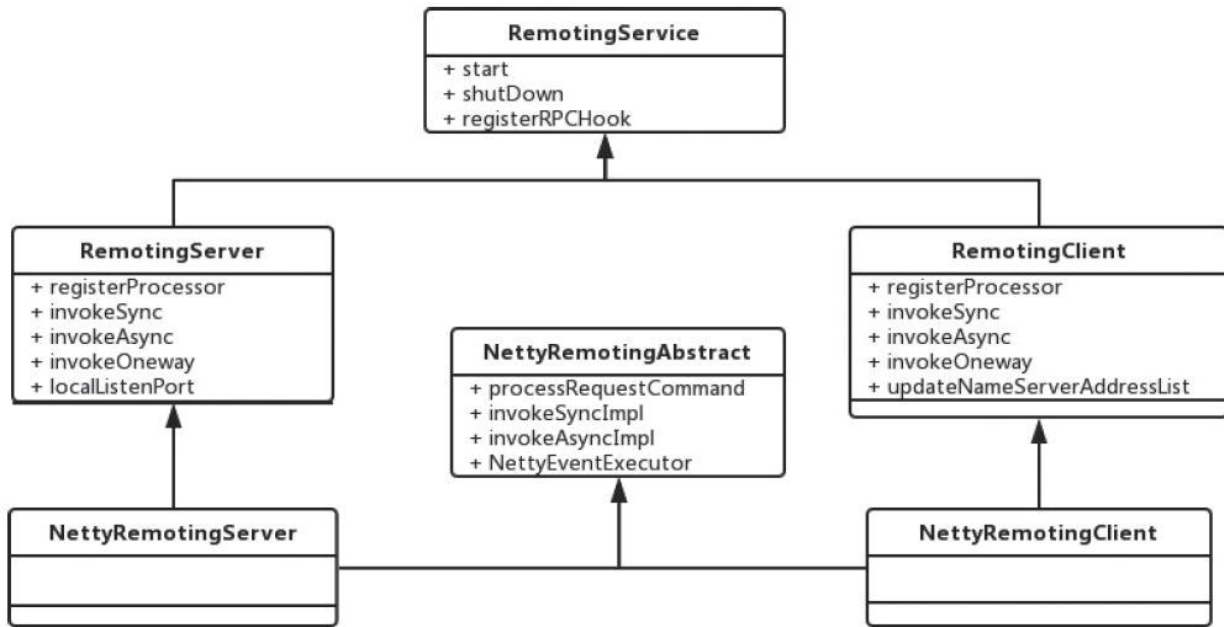 RemotingService
+ start
+ shutDown
+ registerRPCHook
RemotingServer
+ registerProcessor
+ invokeSync
+ invokeAsync
+ invokeOneway
+ localListenPort
RemotingClient
+ registerProcessor
+ invokeSync
+ invokeAsync
+ invokeOneway
+ updateNameServerAddressList
NettyRemotingAbstract
+ processRequestCommand
+ invokeSyncImpl
+ invokeAsyncImpl
+ NettyEventExecutor
NettyRemotingServer
NettyRemotingClient